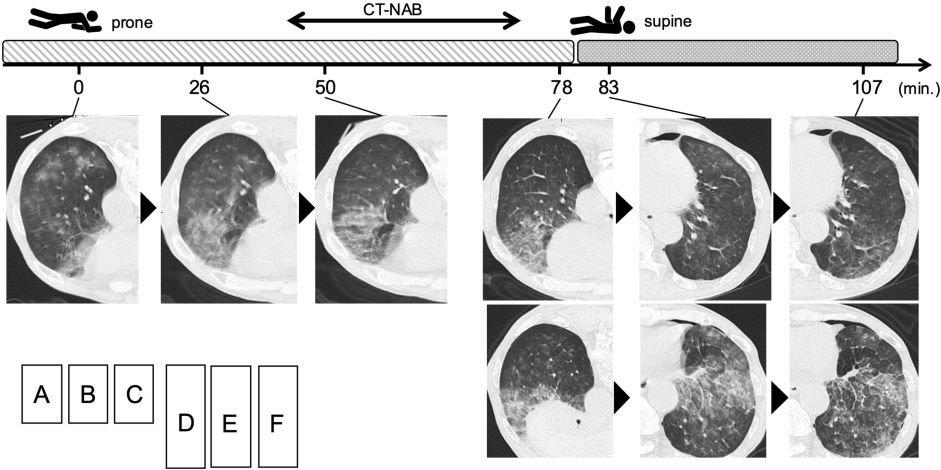 CT-NAB
prone
supine
0 26 50 78 83 107 (min.)
A B C D E F